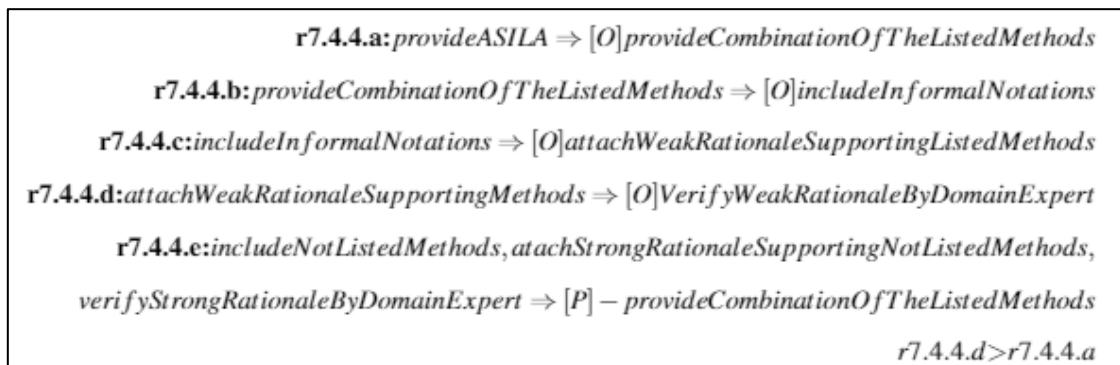 r7.4.4.a:provideASILA ⇒ [O]provideCombinationOfTheListedMethods
r7.4.4.b:provideCombinationOfTheListedMethods ⇒ [O]includeInformalNotations
r7.4.4.c:includeInformalNotations ⇒ [O]attachWeakRationaleSupportingListedMethods
r7.4.4.d:attachWeakRationaleSupportingMethods ⇒ [O]VerifyWeakRationaleByDomainExpert
r7.4.4.e:includeNotListedMethods, atachStrongRationaleSupportingNotListedMethods,
verifyStrongRationaleByDomainExpert ⇒ [P] − provideCombinationOfTheListedMethods
r7.4.4.d>r7.4.4.a